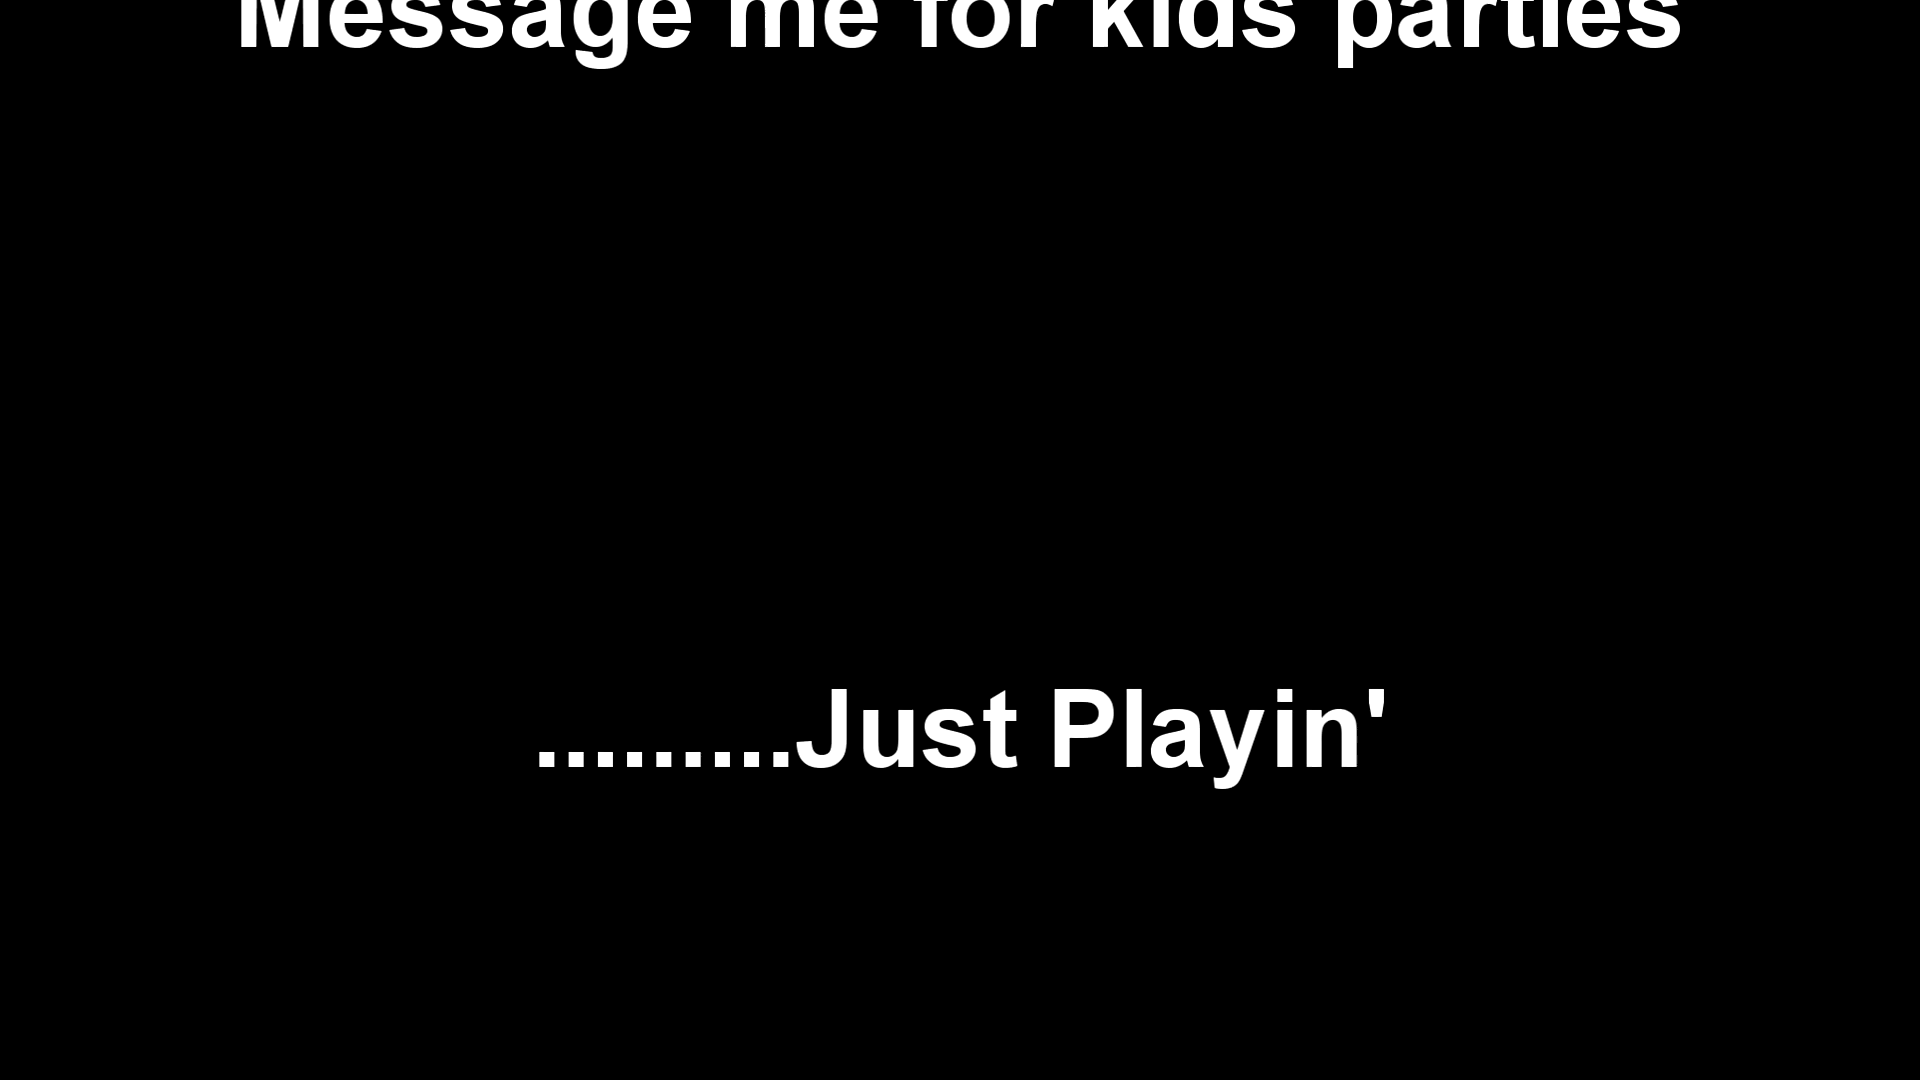 Message me for kids parties
.........Just Playin'